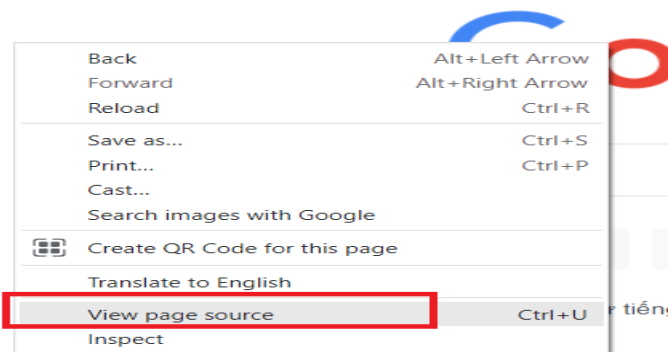 Back Alt+Left Arrow
Forward Alt+Right Arrow
Reload Ctrl+R
Save as... Ctrl+S
Print... Ctrl+P
Cast...
Search images with Google
Create QR Code for this page
Translate to English
View page source Ctrl+U
Inspect